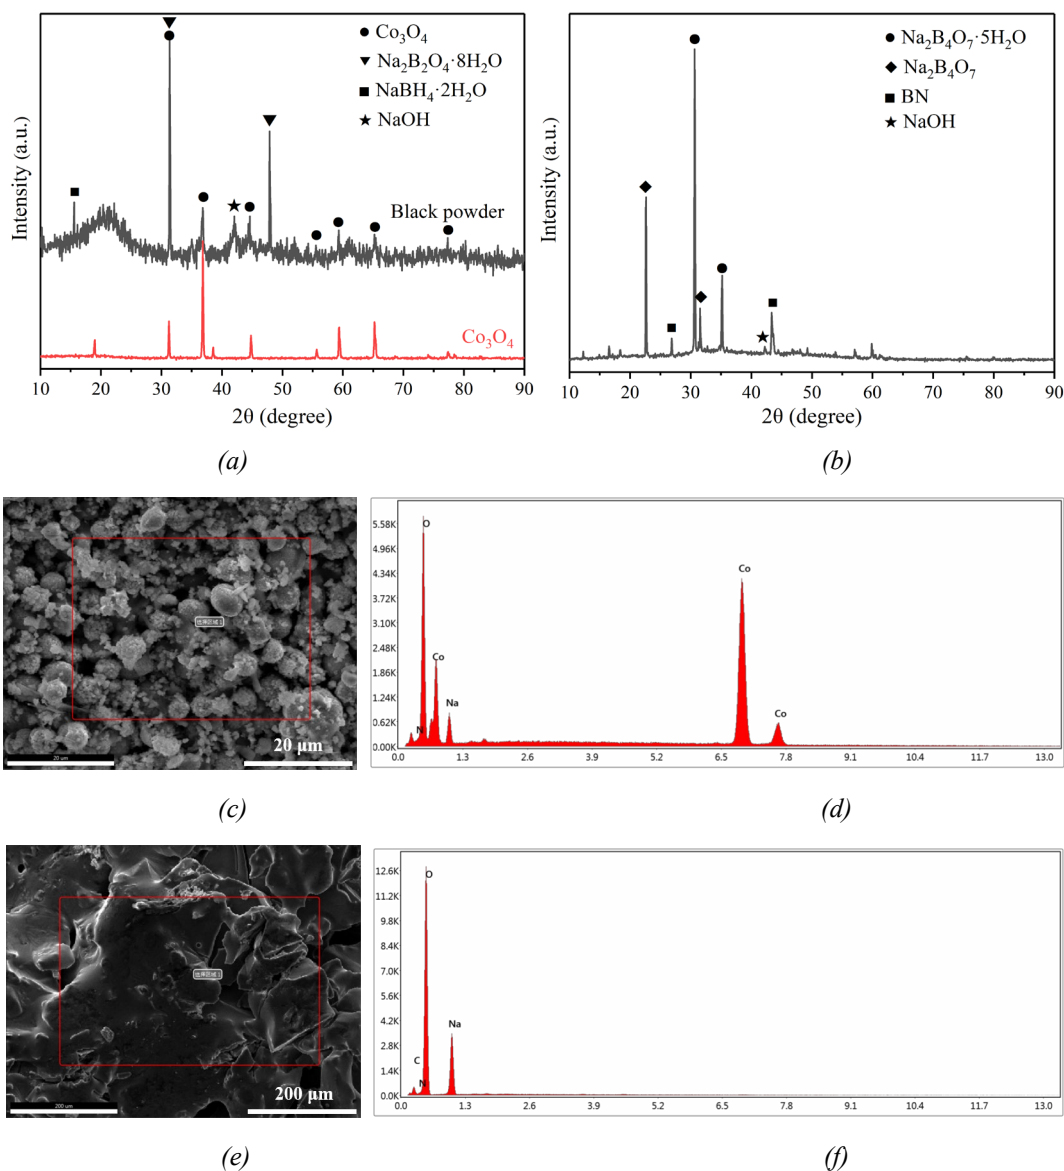 Co3O4
Na2B2O4·8H2O
NaBH4·2H2O
NaOH
Black powder
Co3O4
Intensity (a.u.)
10 20 30 40 50 60 70 80 90
2θ (degree)
(a)
Na2B4O7·5H2O
Na2B4O7
BN
NaOH
Intensity (a.u.)
10 20 30 40 50 60 70 80 90
2θ (degree)
(b)
20 μm
20 μm
(c)
5.58K
4.96K
4.34K
3.72K
3.10K
2.48K
1.86K
1.24K
0.62K
0.00K
O
Co
N
Na
Co
Co
0.0 1.3 2.6 3.9 5.2 6.5 7.8 9.1 10.4 11.7 13.0
(d)
200 μm
200 μm
(e)
12.6K
11.2K
9.8K
8.4K
7.0K
5.6K
4.2K
2.8K
1.4K
0.0K
O
C
N
Na
0.0 1.3 2.6 3.9 5.2 6.5 7.8 9.1 10.4 11.7 13.0
(f)